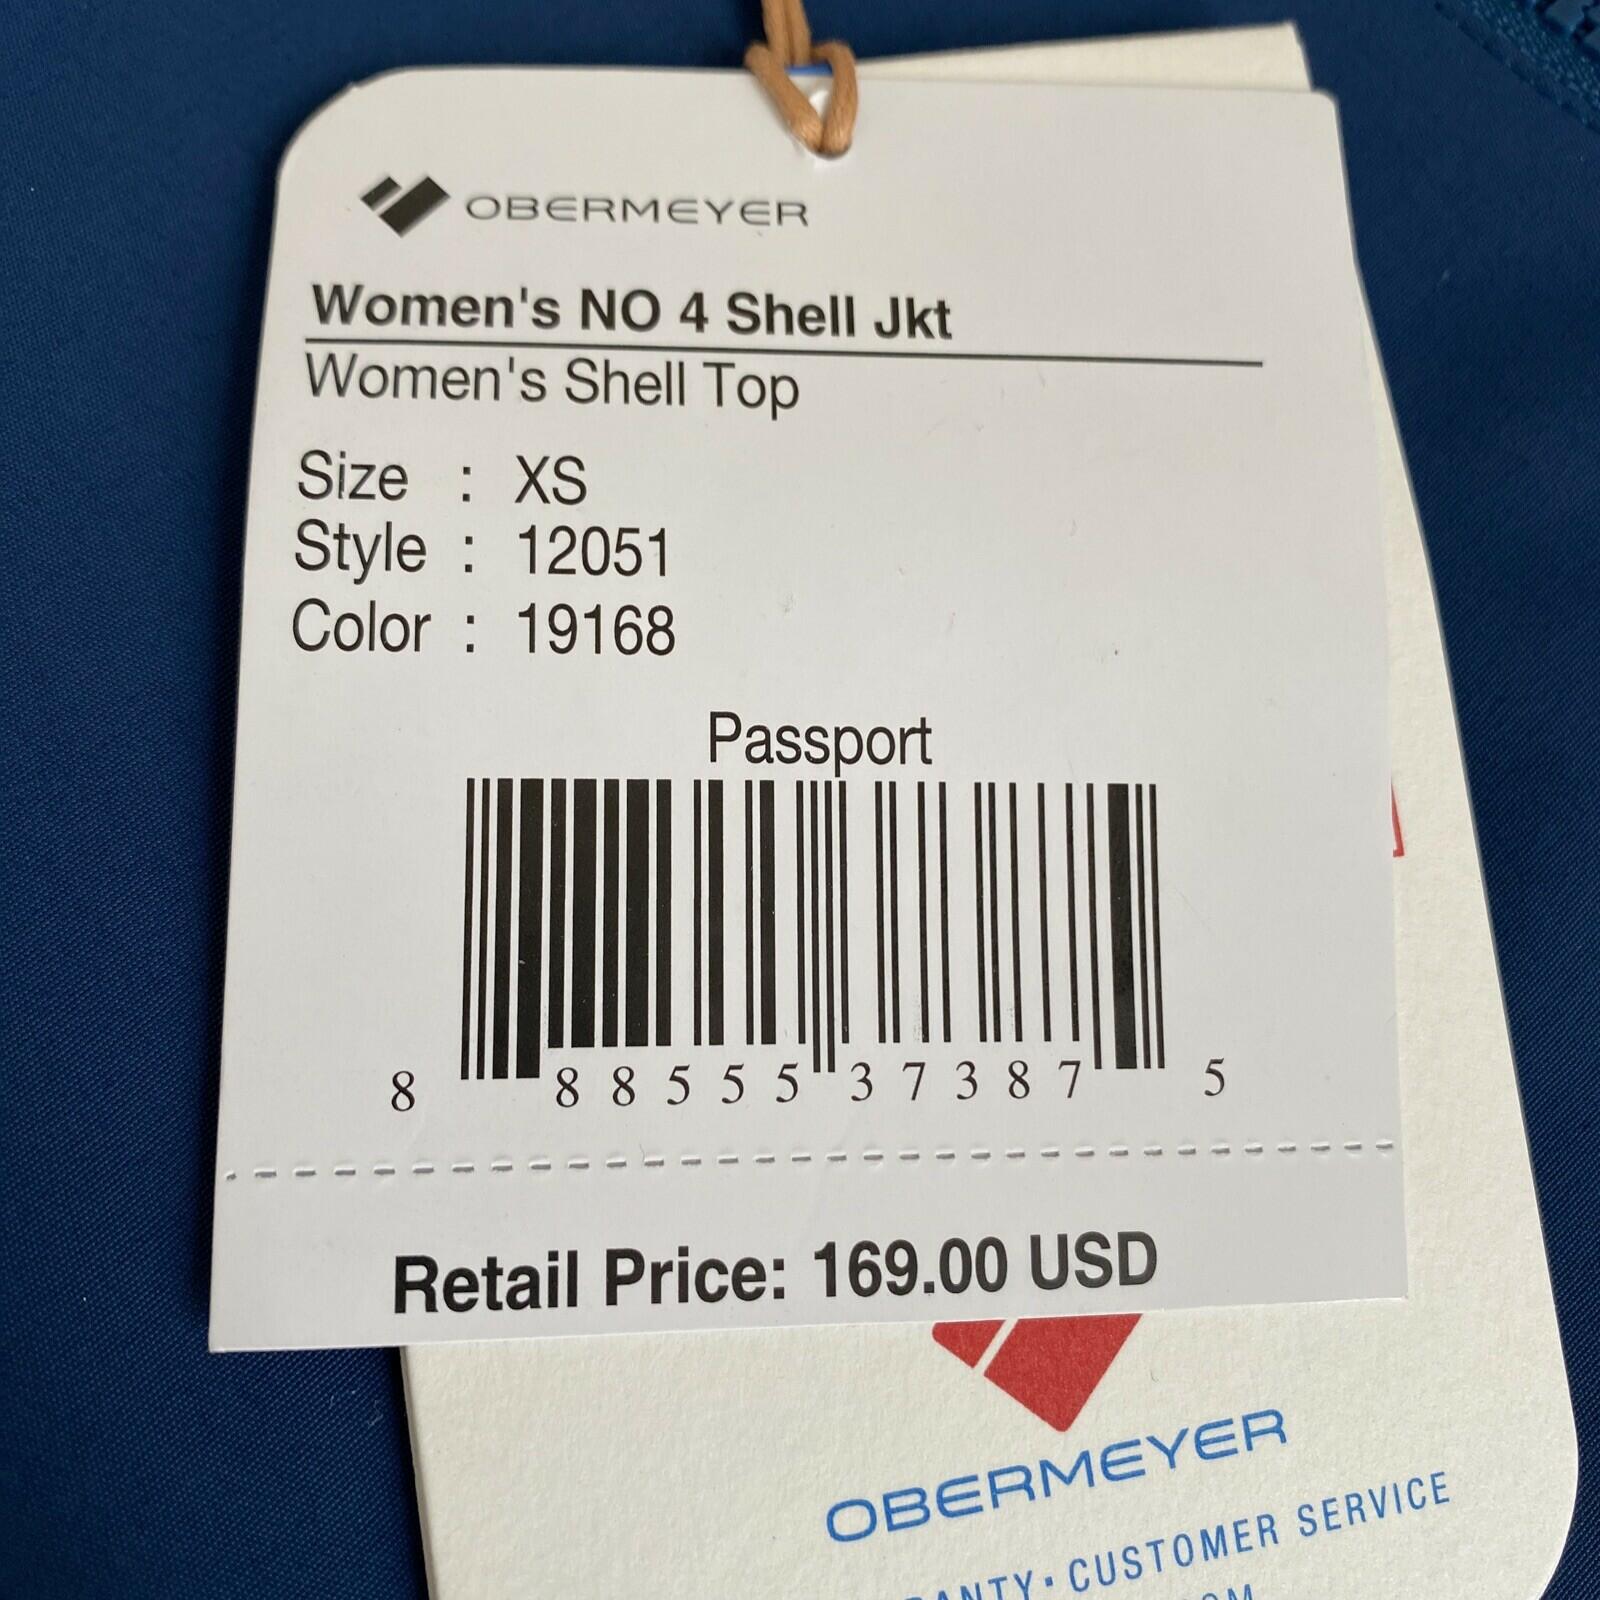 OBERMEYER
Women's NO 4 Shell Jkt
Women's Shell Top
Size : XS
Style : 12051
Color : 19168
Passport
8 88555 37387 5
Retail Price: 169.00 USD
OBERMEYER
· CUSTOMER SERVICE